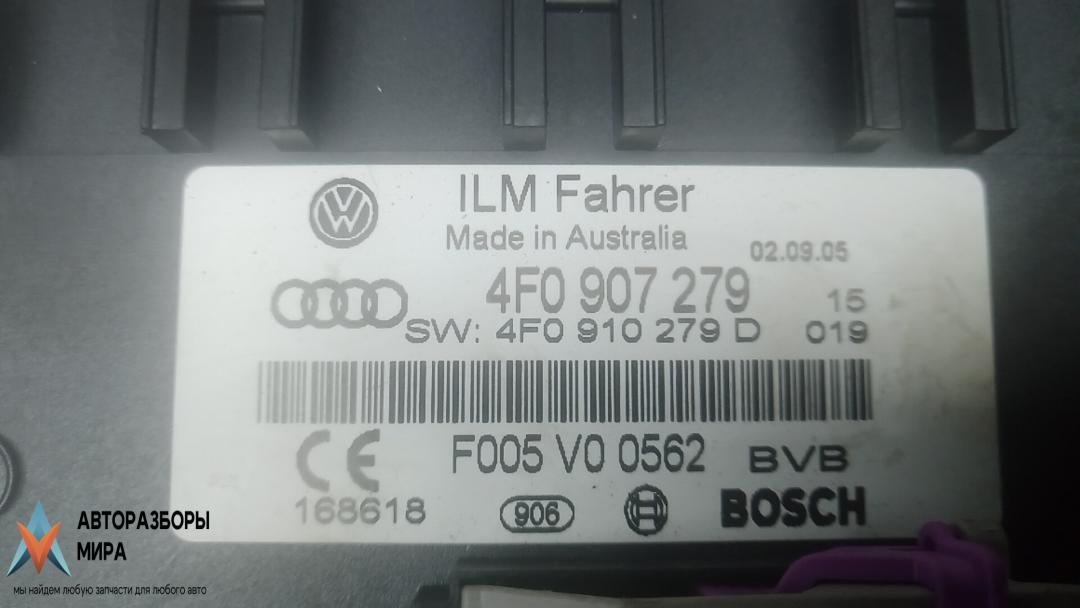 ILM Fahrer
Made in Australia
02.09.05
4F0 907 279 15
SW: 4F0 910 279 D 019
F005 V0 0562 BVB
168618 906 BOSCH
АВТОРАЗБОРЫ
МИРА
мы найдем любую запчасти для любого авто